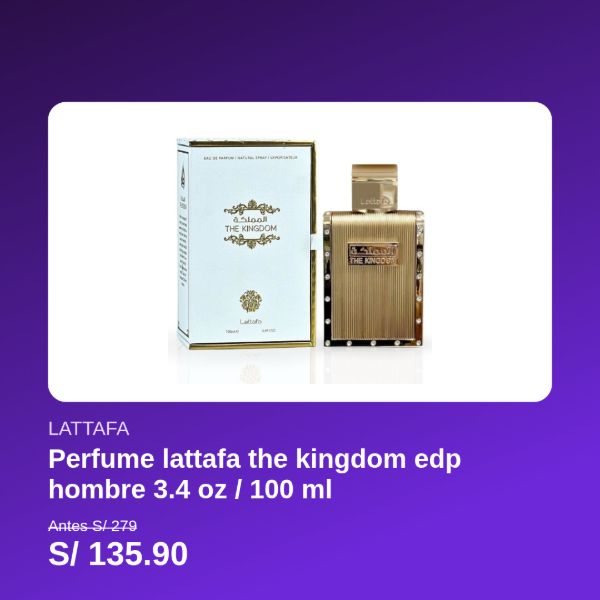 EAU DE PARFUM / NATURAL SPRAY / VAPORISATEUR
المملكة
THE KINGDOM
Lattafa
Lattafa
المملكة
THE KINGDOM
LATTAFA
Perfume lattafa the kingdom edp
hombre 3.4 oz / 100 ml
Antes S/ 279
S/ 135.90